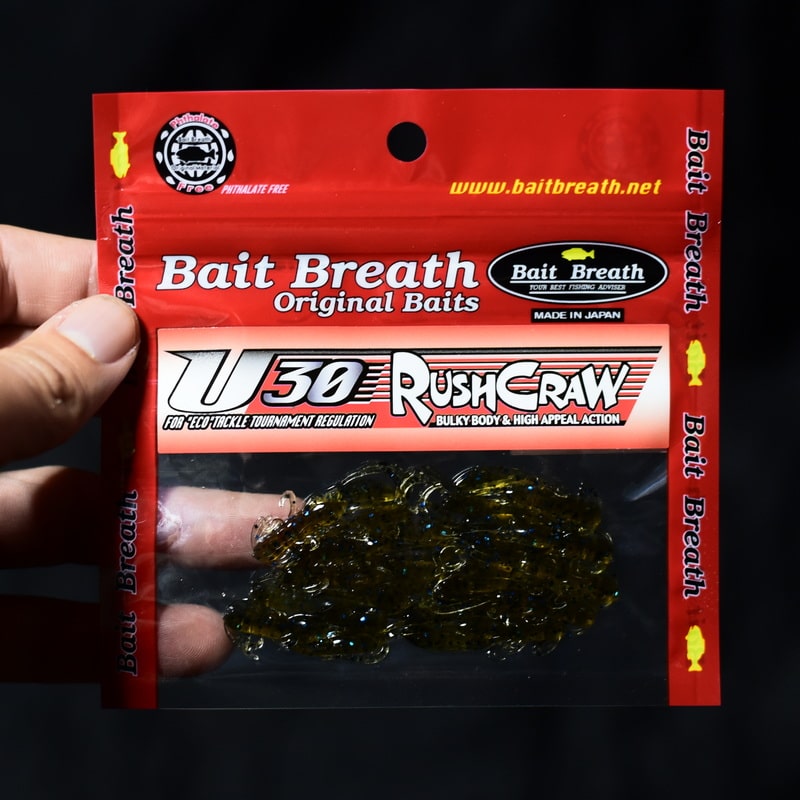 Phthalate
Bait Breath
Original Material
Free
PHTHALATE FREE
www.baitbreath.net
Bait Breath
Original Baits
Bait Breath
YOUR BEST FISHING ADVISER
MADE IN JAPAN
U30 RUSHCRAW
FOR "ECO" TACKLE TOURNAMENT REGULATION
BULKY BODY & HIGH APPEAL ACTION
Breath
Bait Breath
Bait Breath
Bait Breath